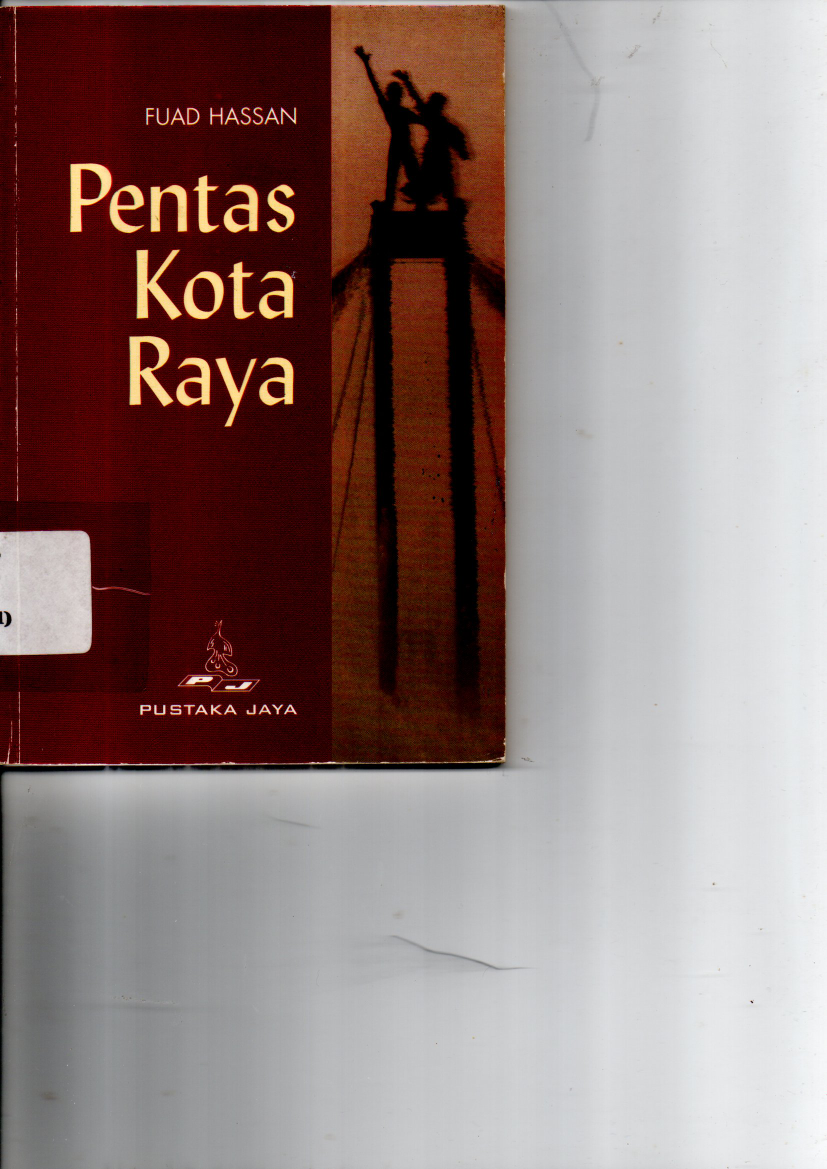 FUAD HASSAN
Pentas
Kota
Raya
PJ
PUSTAKA JAYA